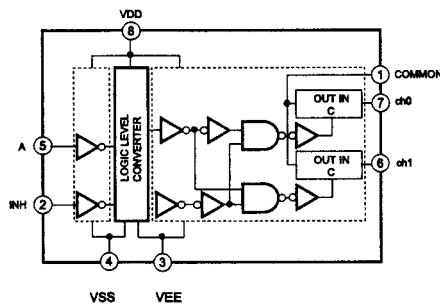 VDD
8
1 COMMON
OUT IN
C
7 ch0
A 5
LOGIC LEVEL
CONVERTER
OUT IN
C
6 ch1
INH 2
4
3
VSS
VEE